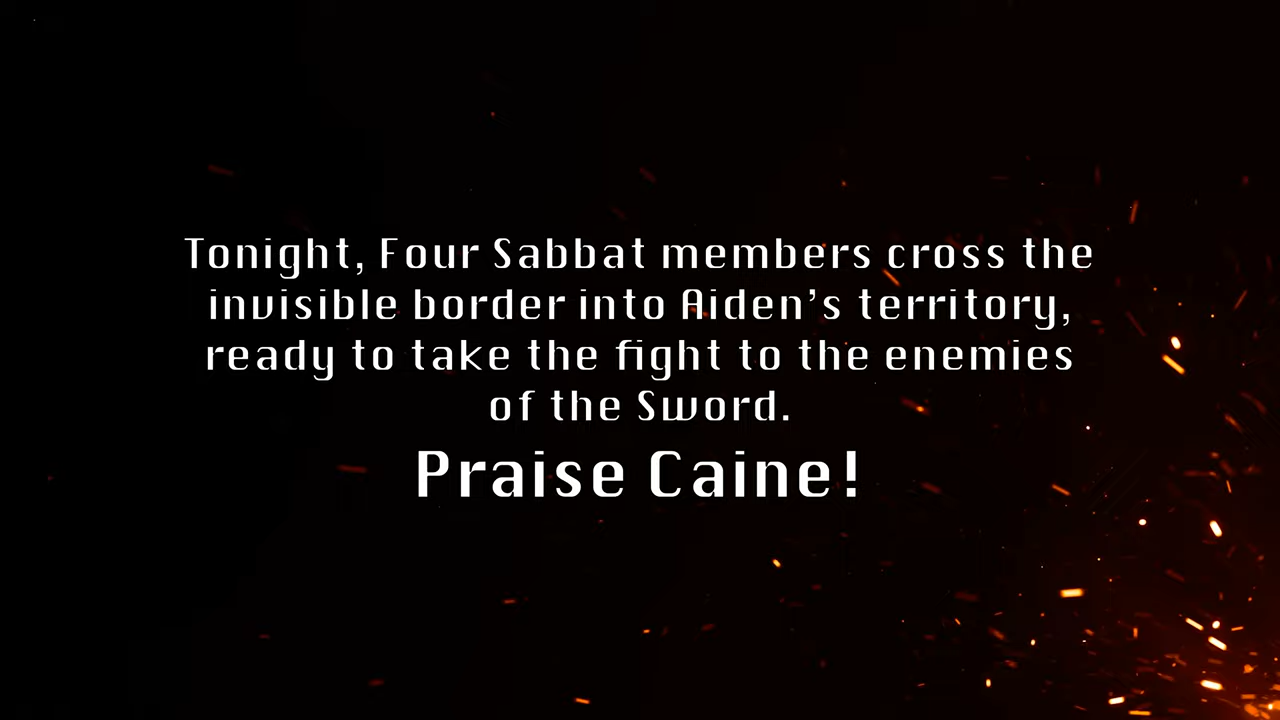 Tonight, Four Sabbat members cross the
invisible border into Aiden's territory,
ready to take the fight to the enemies
of the Sword.
Praise Caine!